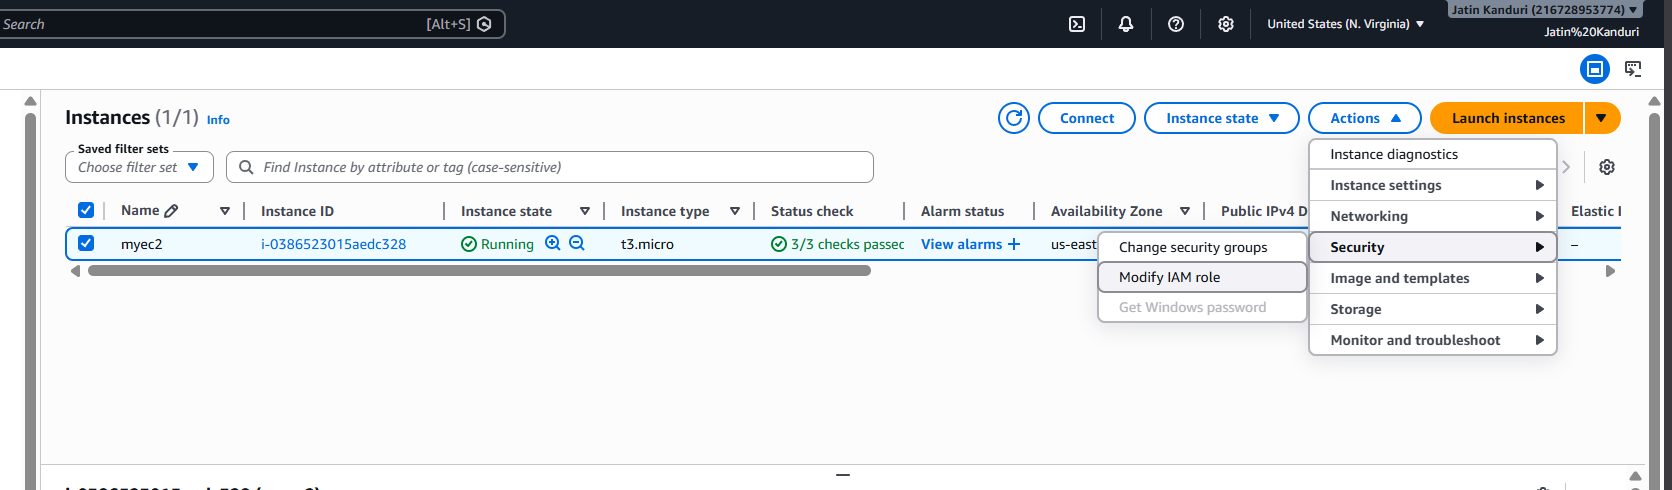 Search [Alt+S] United States (N. Virginia) Jatin Kanduri (216728953774)
Jatin%20Kanduri
Instances (1/1) Info Connect Instance state Actions Launch instances
Saved filter sets
Choose filter set Find Instance by attribute or tag (case-sensitive)
Instance diagnostics
Instance settings
Networking
Security
Image and templates
Storage
Monitor and troubleshoot
Change security groups
Modify IAM role
Get Windows password
Name Instance ID Instance state Instance type Status check Alarm status Availability Zone Public IPv4 D Elastic I
myec2 i-0386523015aedc328 Running t3.micro 3/3 checks passec View alarms + us-east –